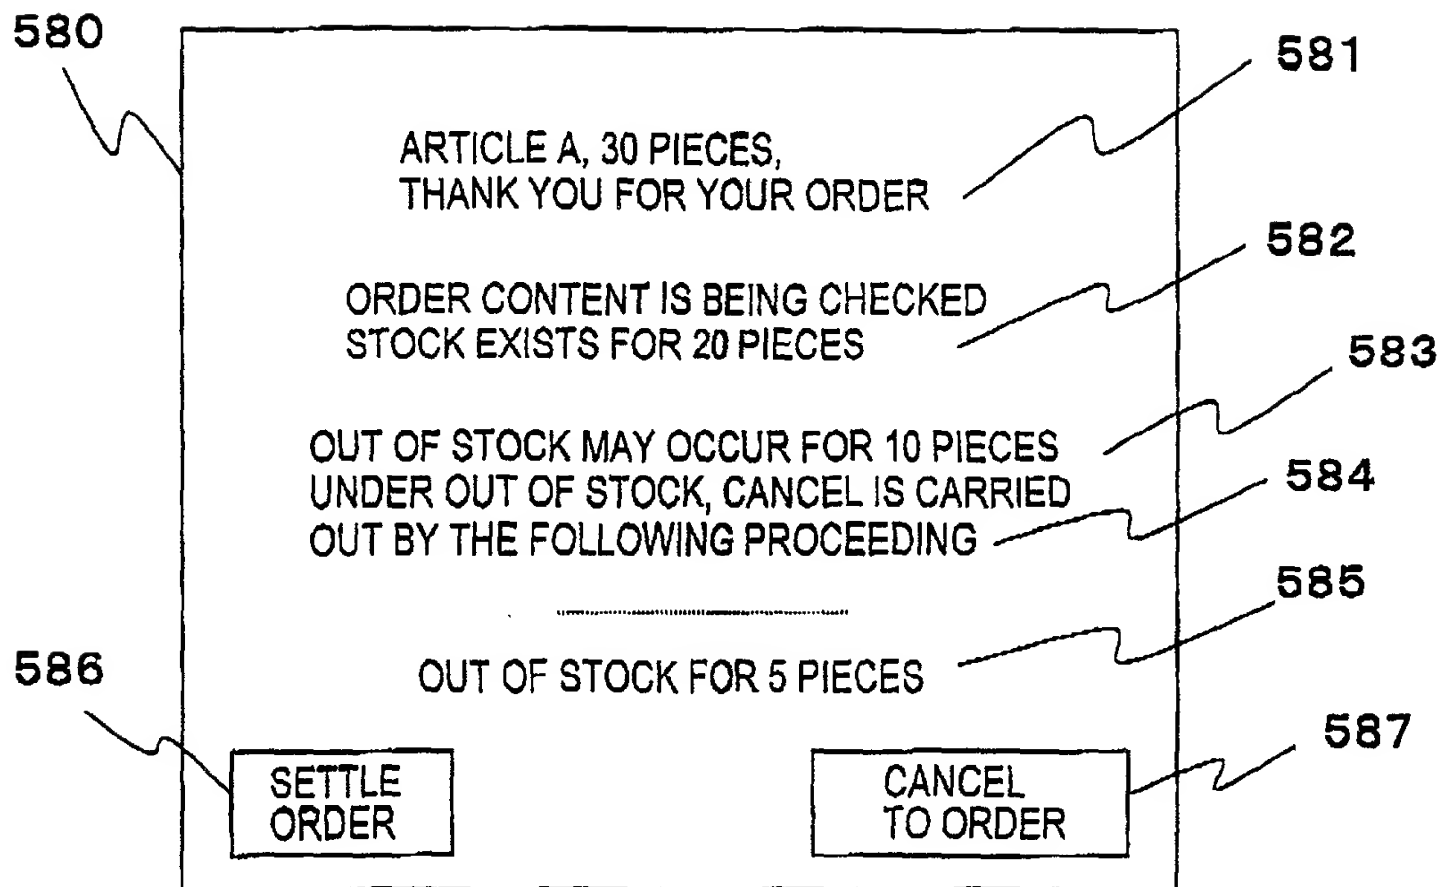 580
581
ARTICLE A, 30 PIECES,
THANK YOU FOR YOUR ORDER
582
ORDER CONTENT IS BEING CHECKED
STOCK EXISTS FOR 20 PIECES
583
OUT OF STOCK MAY OCCUR FOR 10 PIECES
584
UNDER OUT OF STOCK, CANCEL IS CARRIED
OUT BY THE FOLLOWING PROCEEDING
585
586
OUT OF STOCK FOR 5 PIECES
587
SETTLE
ORDER
CANCEL
TO ORDER